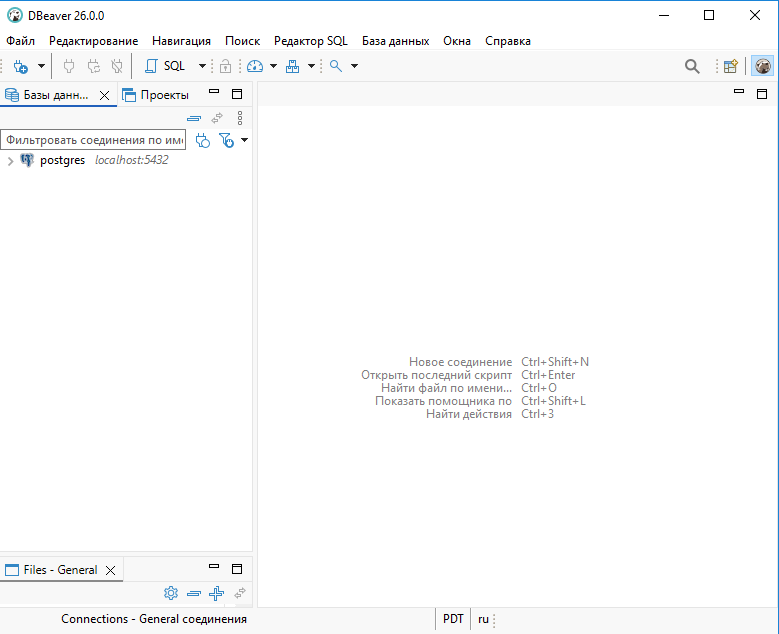 DBeaver 26.0.0
Файл Редактирование Навигация Поиск Редактор SQL База данных Окна Справка
SQL
Базы данн... Проекты
Фильтровать соединения по им
postgres localhost:5432
Новое соединение Ctrl+Shift+N
Открыть последний скрипт Ctrl+Enter
Найти файл по имени... Ctrl+O
Показать помощника по Ctrl+Shift+L
Найти действия Ctrl+3
Files - General
Connections - General соединения PDT ru